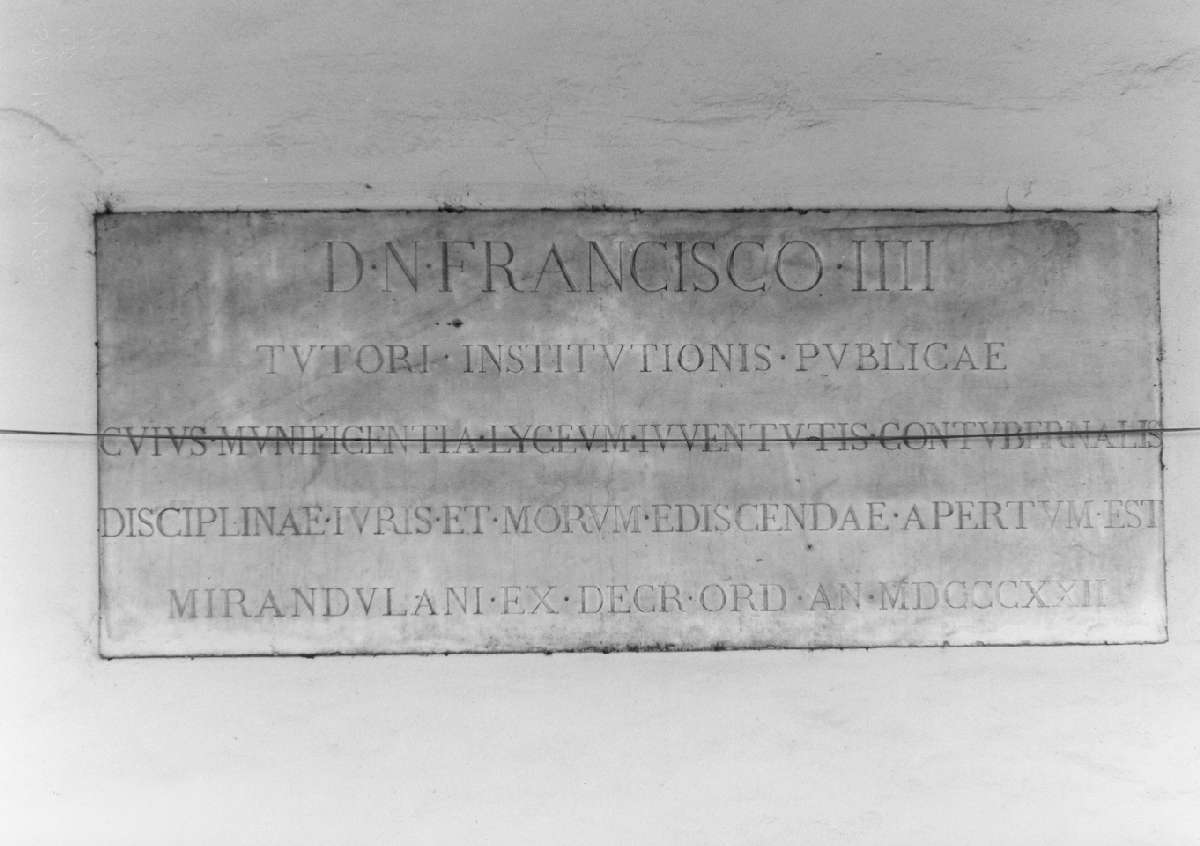 D·N·FRANCISCO·IIII
TVTORI·INSTITVTIONIS·PVBLICAE
CVIVS·MVNIFICENTIA·LYCEVM·IVVENTVTIS·CONTVBERNALIS
DISCIPLINAE·IVRIS·ET·MORVM·EDISCENDAE·APERTVM·EST
MIRANDVLANI·EX·DECR·ORD·AN·MDCCCXXII